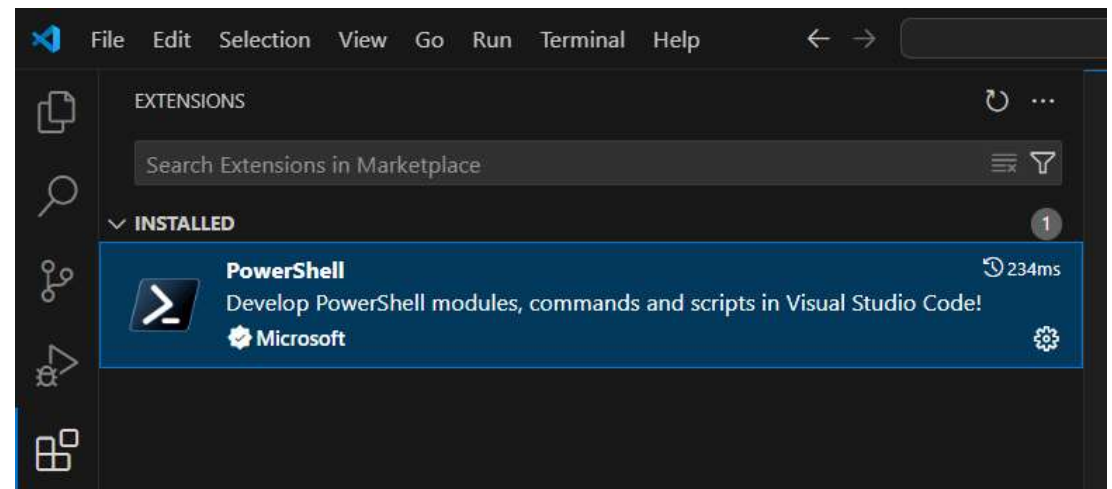 File Edit Selection View Go Run Terminal Help
EXTENSIONS
Search Extensions in Marketplace
INSTALLED 1
PowerShell 234ms
Develop PowerShell modules, commands and scripts in Visual Studio Code!
Microsoft